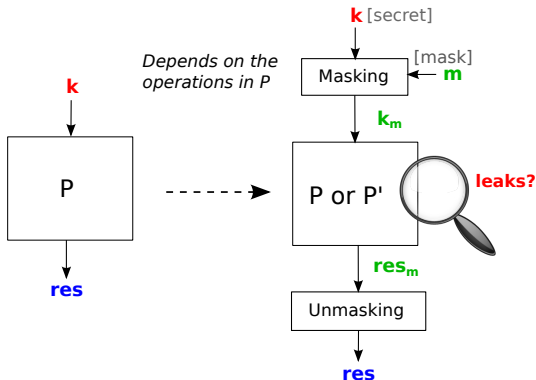 k [secret]
Depends on the
operations in P
[mask]
Masking
m
k
k_m
P
P or P'
leaks?
res_m
res
Unmasking
res